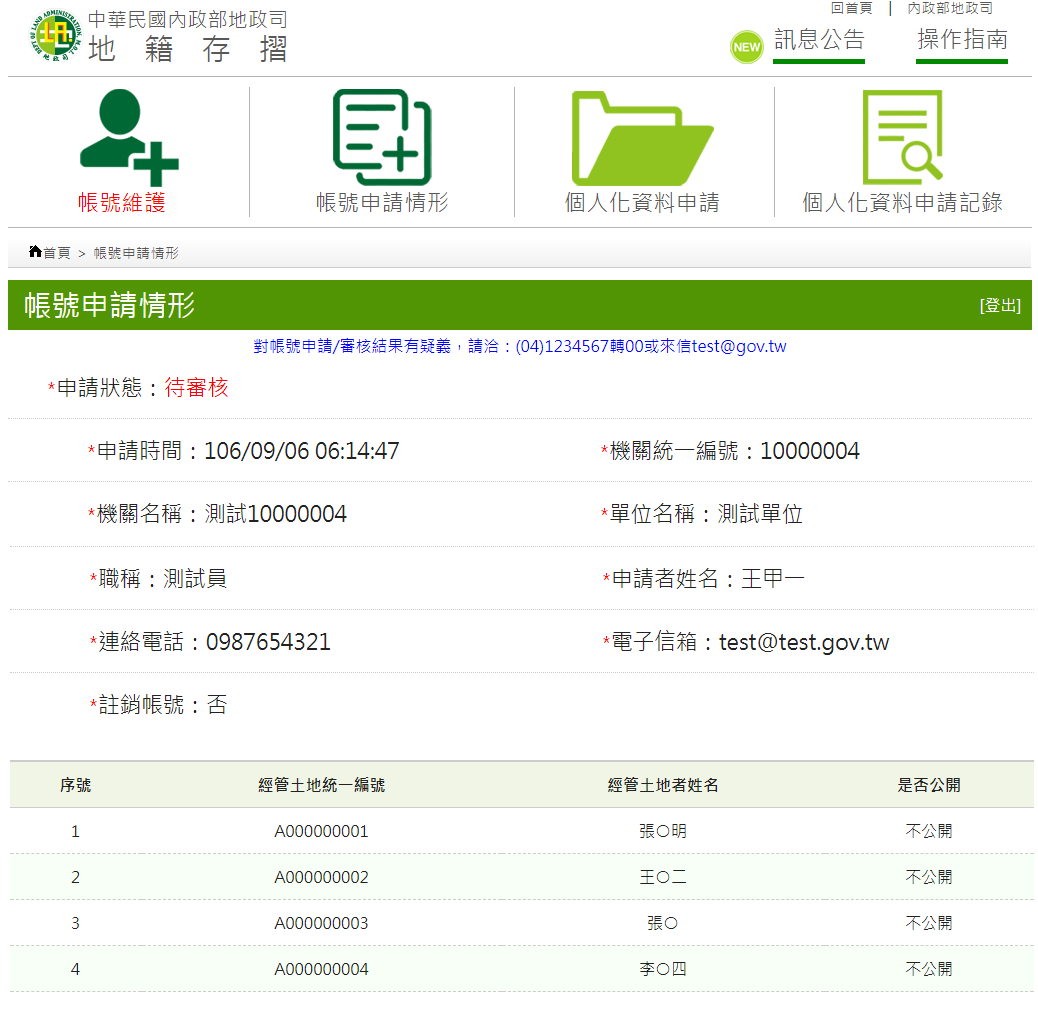 回首頁 | 內政部地政司
中華民國內政部地政司
地籍存摺
NEW 訊息公告 操作指南
帳號維護 帳號申請情形 個人化資料申請 個人化資料申請記錄
首頁 > 帳號申請情形
帳號申請情形 [登出]
對帳號申請/審核結果有疑義，請洽：(04)1234567轉00或來信test@gov.tw
*申請狀態：待審核
*申請時間：106/09/06 06:14:47 *機關統一編號：10000004
*機關名稱：測試10000004 *單位名稱：測試單位
*職稱：測試員 *申請者姓名：王甲一
*連絡電話：0987654321 *電子信箱：test@test.gov.tw
*註銷帳號：否
序號 經管土地統一編號 經管土地者姓名 是否公開
1 A000000001 張〇明 不公開
2 A000000002 王〇二 不公開
3 A000000003 張〇 不公開
4 A000000004 李〇四 不公開